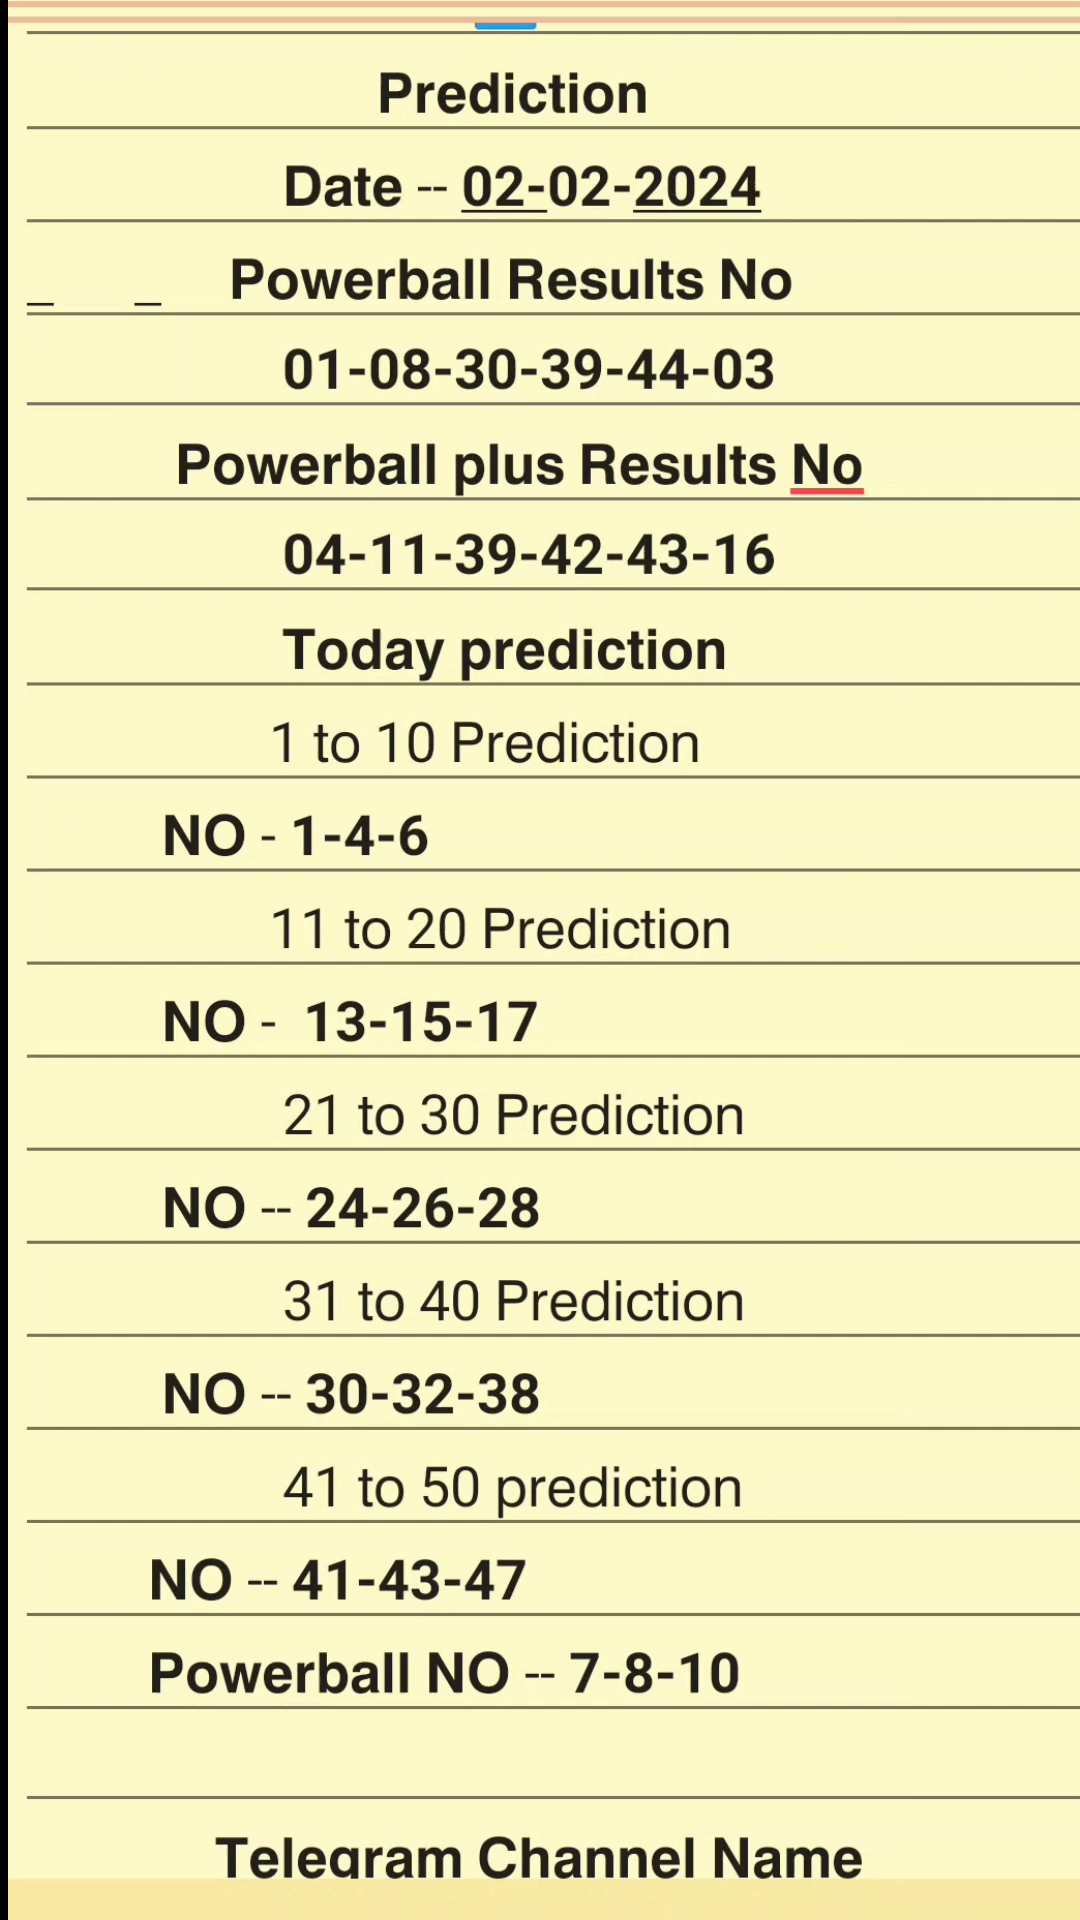 Prediction
Date -- 02-02-2024
_ _ Powerball Results No
01-08-30-39-44-03
Powerball plus Results No
04-11-39-42-43-16
Today prediction
1 to 10 Prediction
NO - 1-4-6
11 to 20 Prediction
NO - 13-15-17
21 to 30 Prediction
NO -- 24-26-28
31 to 40 Prediction
NO -- 30-32-38
41 to 50 prediction
NO -- 41-43-47
Powerball NO -- 7-8-10
Telegram Channel Name